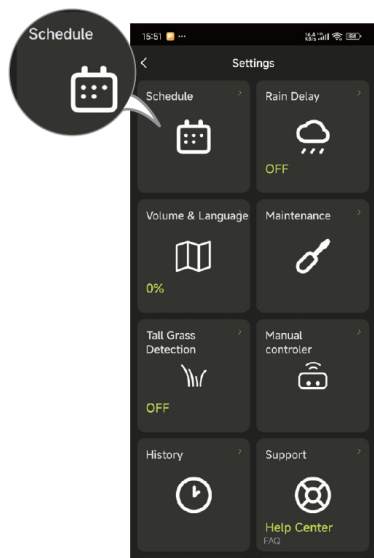 Schedule
15:51
Settings
Schedule
Rain Delay
OFF
Volume & Language
Maintenance
0%
Tall Grass
Detection
Manual
controler
OFF
History
Support
Help Center
FAQ